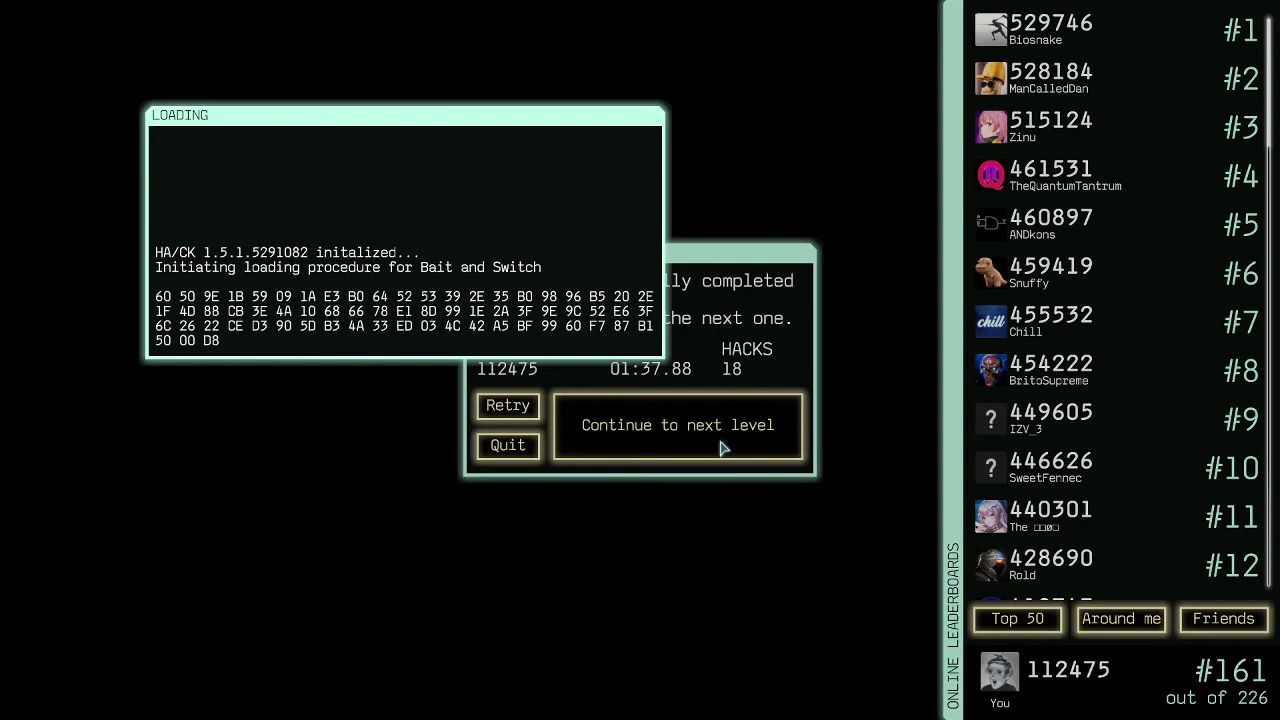 LOADING
HA/CK 1.5.1.5291082 initalized...
Initiating loading procedure for Bait and Switch
60 50 9E 1B 59 09 1A E3 B0 64 52 53 39 2E 35 B0 98 96 B5 20 2E
1F 4D 88 CB 3E 4A 10 68 66 78 E1 8D 99 1E 2A 3F 9E 9C 52 E6 3F
6C 26 22 CE D3 90 5D B3 4A 33 ED 03 4C 42 A5 BF 99 60 F7 87 B1
50 00 D8
lly completed
the next one.
HACKS
112475 01:37.88 18
Retry
Continue to next level
Quit
ONLINE LEADERBOARDS
529746
Biosnake
#1
528184
ManCalledDan
#2
515124
Zinu
#3
461531
TheQuantumTantrum
#4
460897
ANDkons
#5
459419
Snuffy
#6
chill
455532
Chill
#7
454222
BritoSupreme
#8
?
449605
IZV_3
#9
?
446626
SweetFennec
#10
440301
The
#11
428690
Rold
#12
Top 50
Around me
Friends
112475
You
#161
out of 226